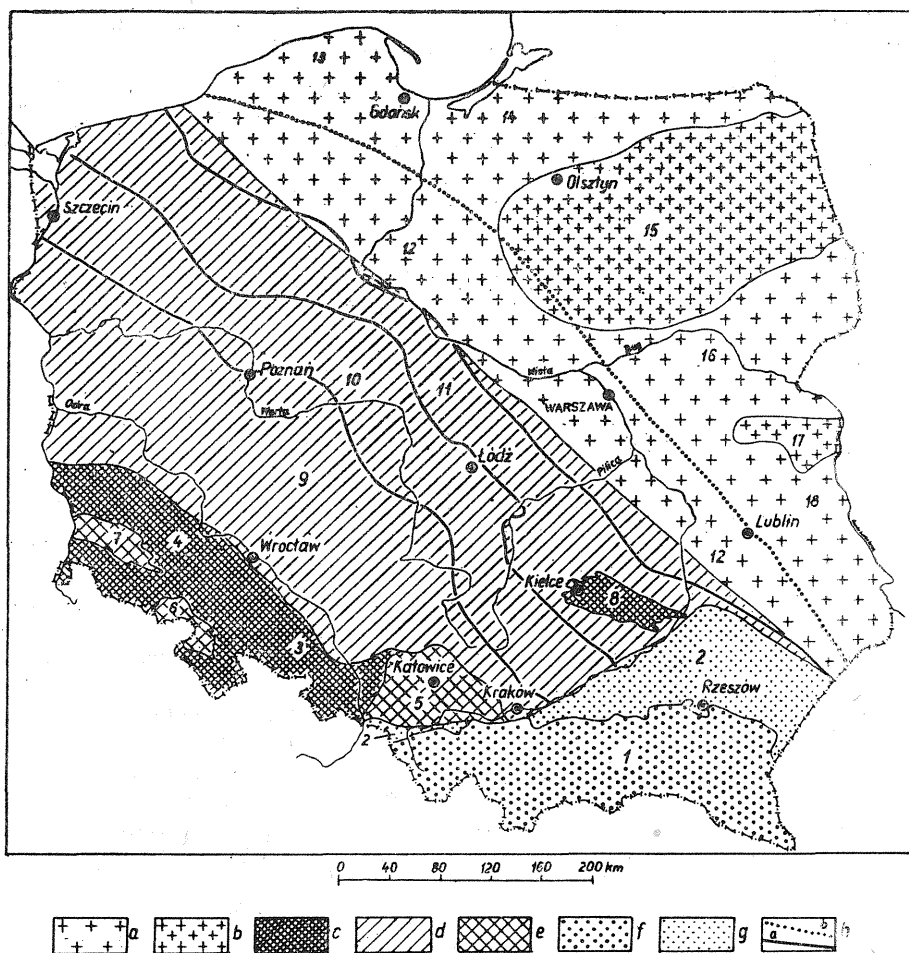 13
Gdańsk
14
Olsztyn
Szczecin
15
12
16
Bug
Wisła
Poznań
10
11
WARSZAWA
Odra
Warta
17
Pilica
Łódź
9
18
Lublin
4
Wrocław
12
7
Kielce
8
6
3
2
Katowice
Rzeszów
5
Kraków
2
1
0 40 80 120 160 200 km
a b c d e f g a b h